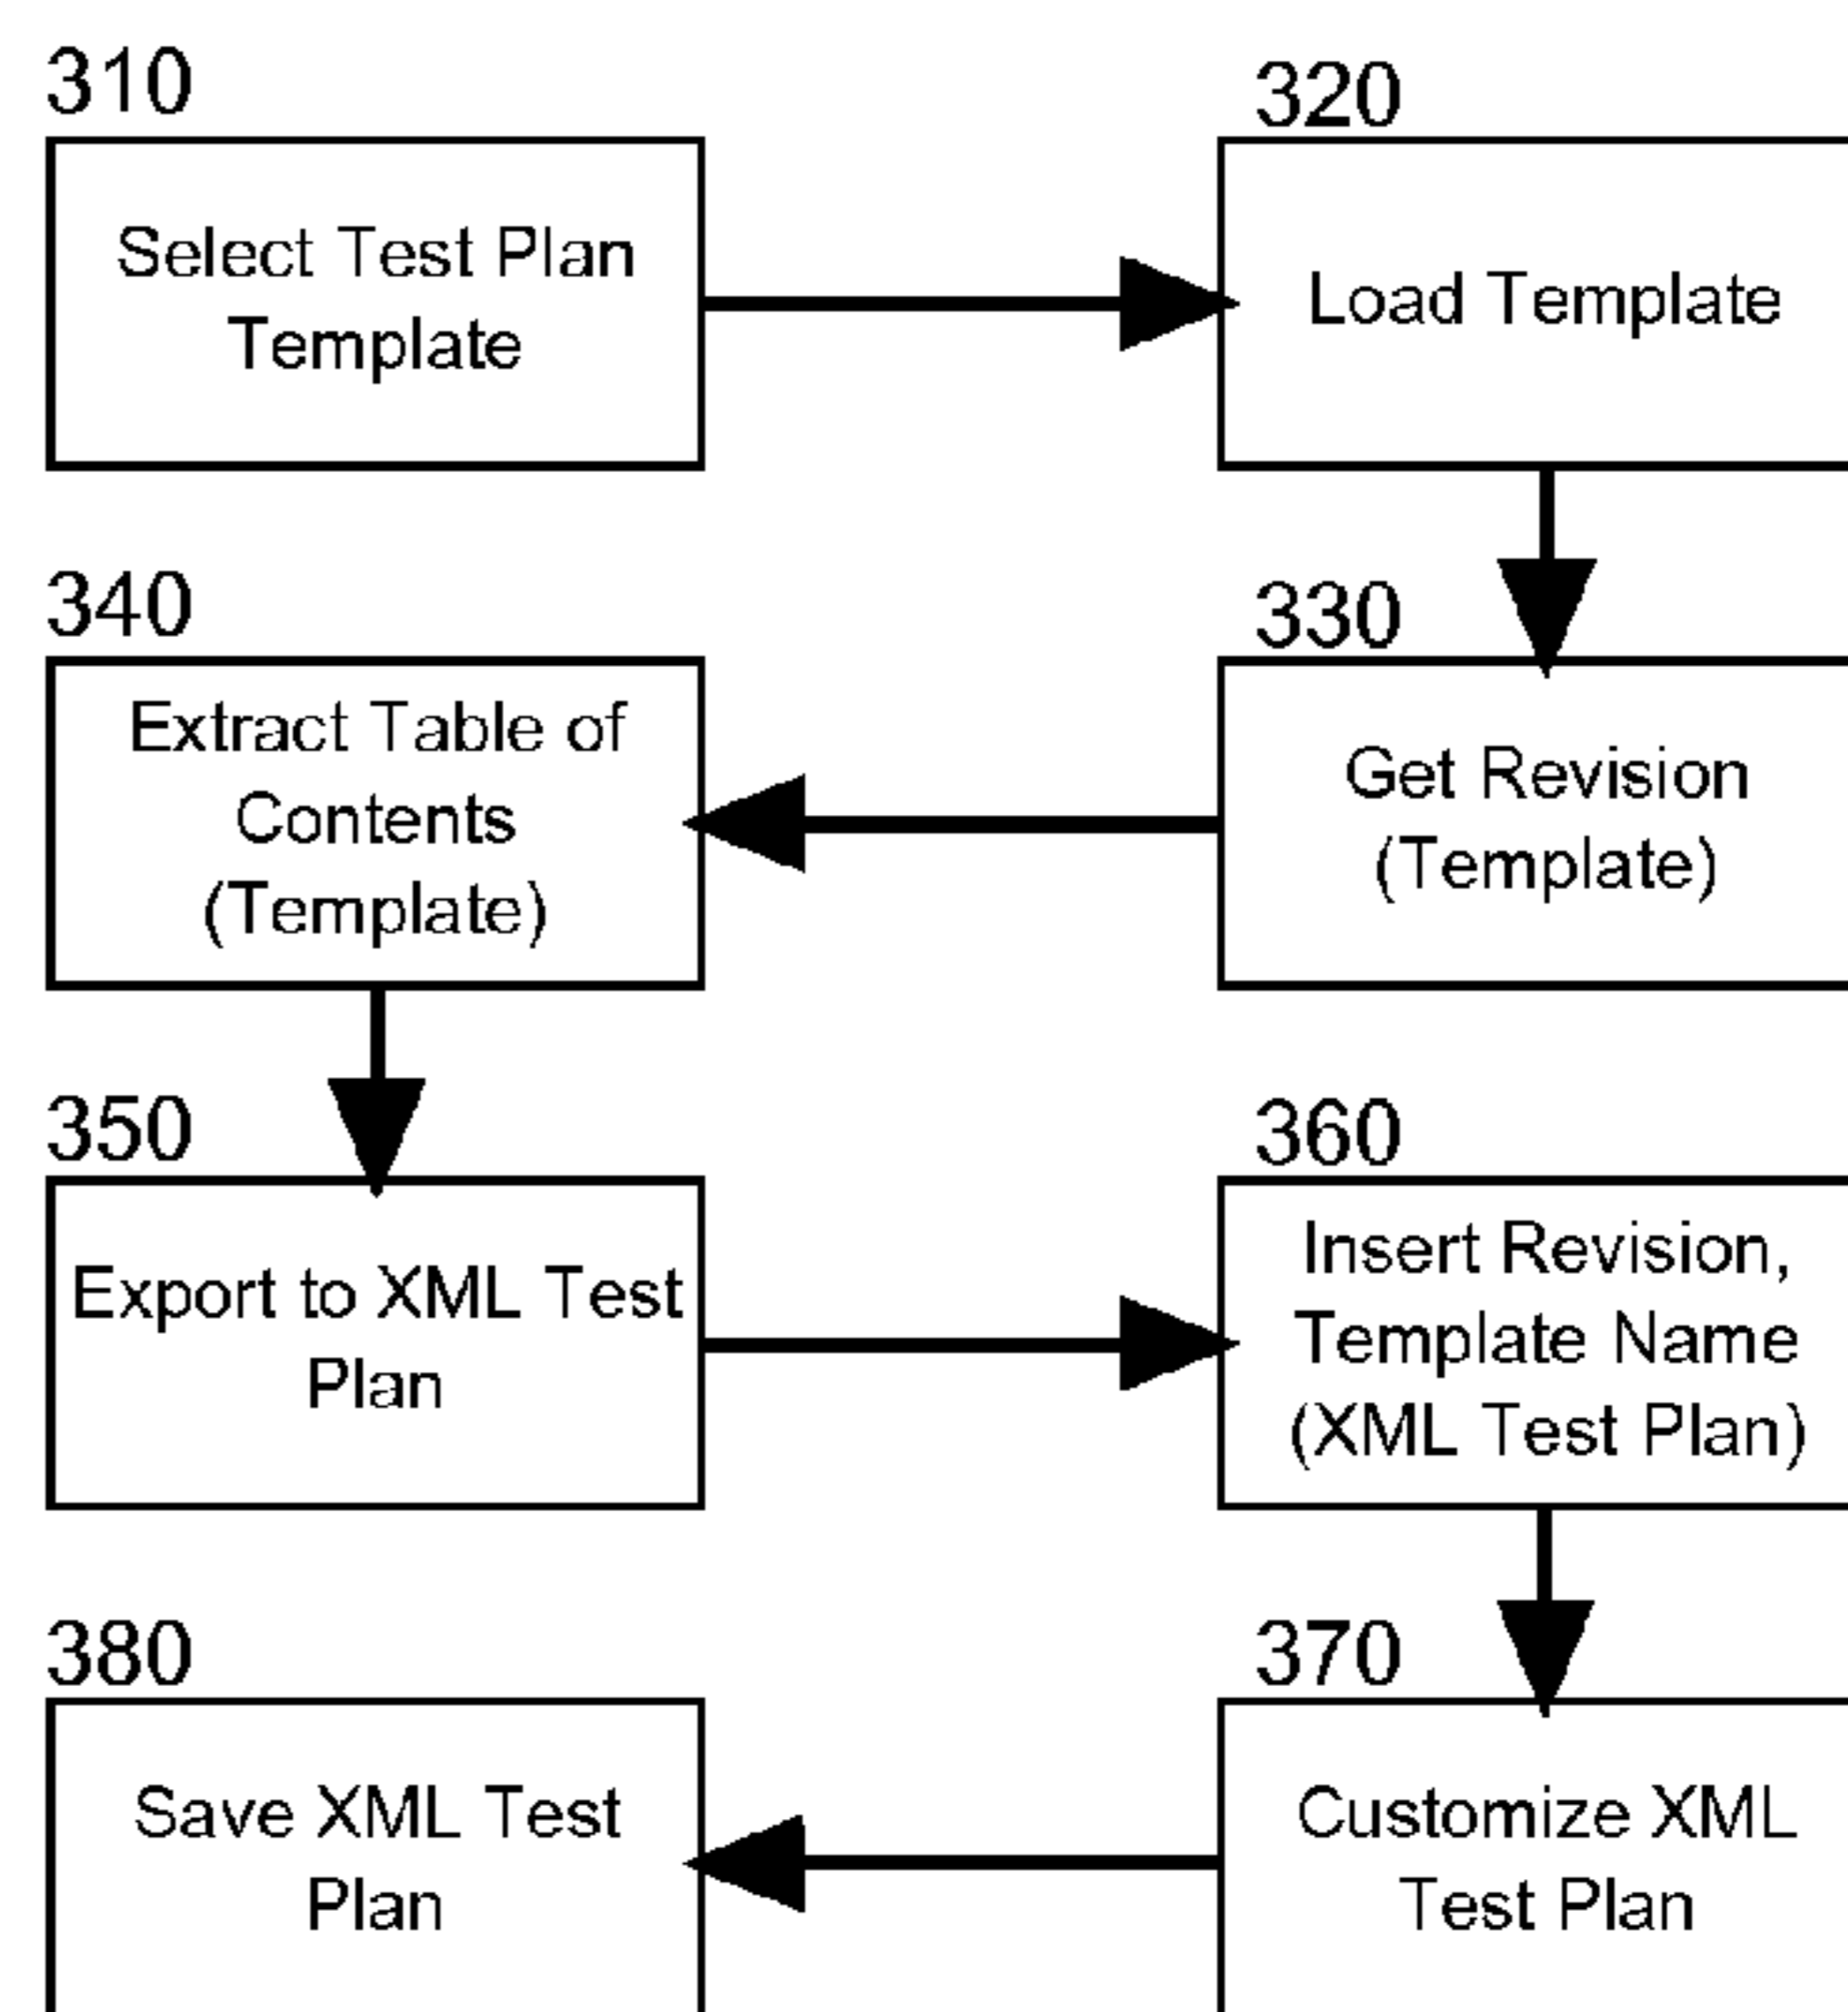 310
Select Test Plan
Template
320
Load Template
340
Extract Table of
Contents
(Template)
330
Get Revision
(Template)
350
Export to XML Test
Plan
360
Insert Revision,
Template Name
(XML Test Plan)
380
Save XML Test
Plan
370
Customize XML
Test Plan